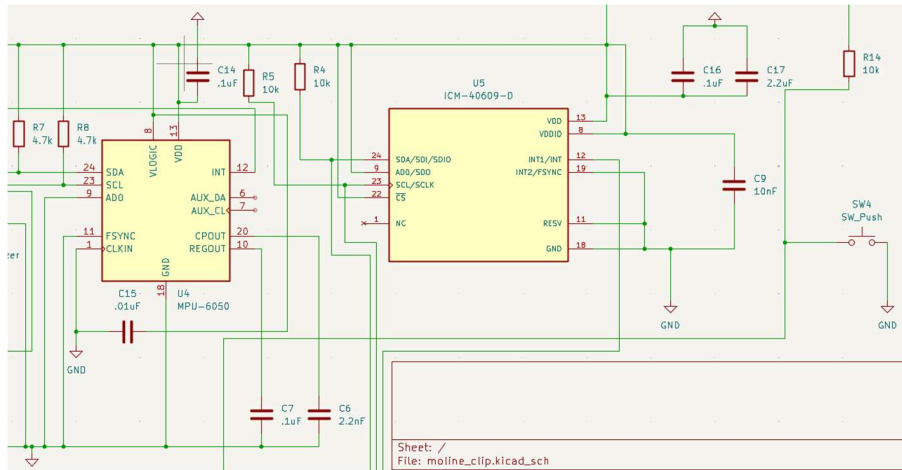 C14
.1uF
R5
10k
R4
10k
U5
ICM-40609-D
C16
.1uF
C17
2.2uF
R14
10k
R7
4.7k
R8
4.7k
8
13
VLOGIC
VDD
24
SDA
23
SCL
9
AD0
11
FSYNC
1
CLKIN
INT
12
AUX_DA
6
AUX_CL
7
CPOUT
20
REGOUT
10
GND
18
U4
MPU-6050
24
SDA/SDI/SDIO
9
AD0/SDO
23
SCL/SCLK
22
CS
1
NC
VDD
13
VDDIO
8
INT1/INT
12
INT2/FSYNC
19
RESV
11
GND
18
C9
10nF
SW4
SW_Push
GND
GND
zer
C15
.01uF
GND
C7
.1uF
C6
2.2nF
Sheet: /
File: moline_clip.kicad_sch